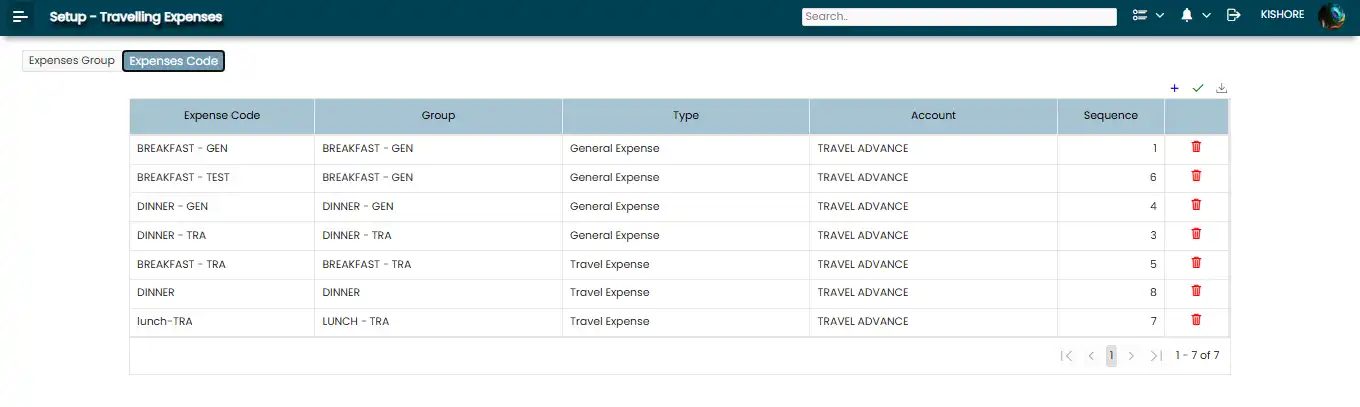 Setup - Travelling Expenses Search.. KISHORE
Expenses Group Expenses Code
Expense Code Group Type Account Sequence
BREAKFAST - GEN BREAKFAST - GEN General Expense TRAVEL ADVANCE 1
BREAKFAST - TEST BREAKFAST - GEN General Expense TRAVEL ADVANCE 6
DINNER - GEN DINNER - GEN General Expense TRAVEL ADVANCE 4
DINNER - TRA DINNER - TRA General Expense TRAVEL ADVANCE 3
BREAKFAST - TRA BREAKFAST - TRA Travel Expense TRAVEL ADVANCE 5
DINNER DINNER Travel Expense TRAVEL ADVANCE 8
lunch-TRA LUNCH - TRA Travel Expense TRAVEL ADVANCE 7
1 1 - 7 of 7